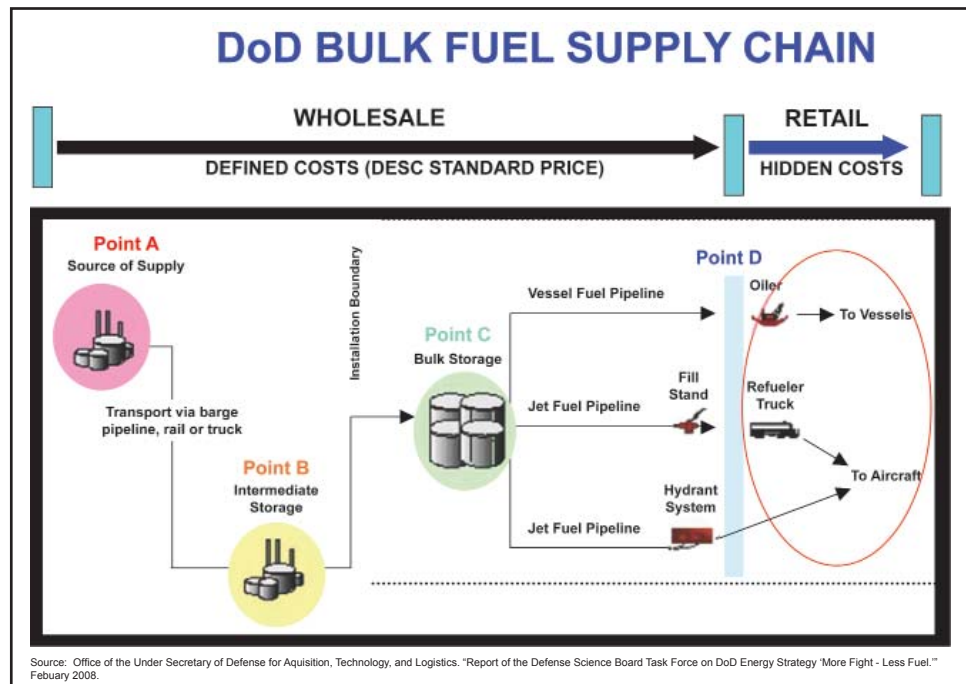 DoD BULK FUEL SUPPLY CHAIN
WHOLESALE
RETAIL
DEFINED COSTS (DESC STANDARD PRICE)
HIDDEN COSTS
Point A
Source of Supply
Transport via barge
pipeline, rail or truck
Point B
Intermediate
Storage
Installation Boundary
Point C
Bulk Storage
Vessel Fuel Pipeline
Jet Fuel Pipeline
Fill
Stand
Jet Fuel Pipeline
Hydrant
System
Point D
Oiler
To Vessels
Refueler
Truck
To Aircraft
Source: Office of the Under Secretary of Defense for Aquisition, Technology, and Logistics. "Report of the Defense Science Board Task Force on DoD Energy Strategy 'More Fight - Less Fuel.'"
Febuary 2008.